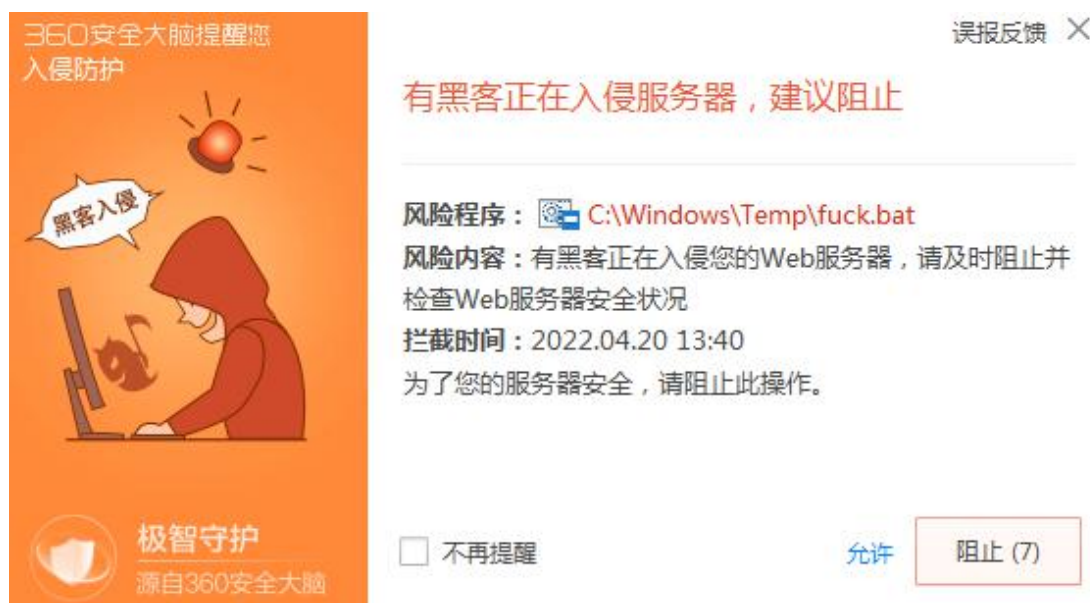 360安全大脑提醒您
入侵防护
黑客入侵
极智守护
源自360安全大脑
误报反馈
有黑客正在入侵服务器，建议阻止
风险程序： C:\Windows\Temp\fuck.bat
风险内容：有黑客正在入侵您的Web服务器，请及时阻止并
检查Web服务器安全状况
拦截时间：2022.04.20 13:40
为了您的服务器安全，请阻止此操作。
不再提醒
允许
阻止 (7)